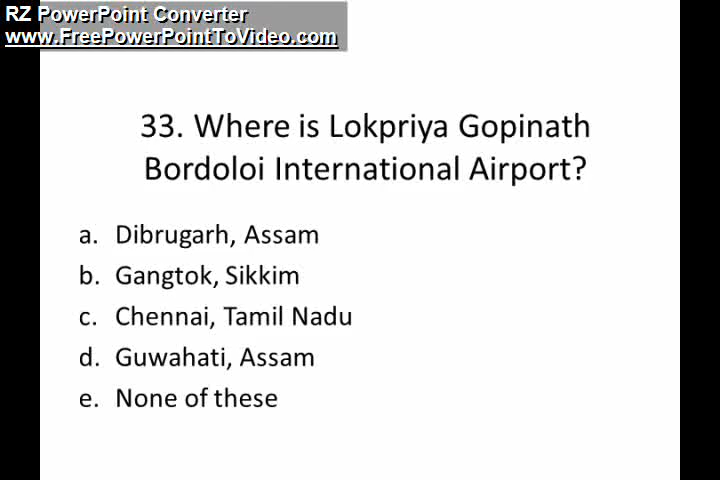 RZ PowerPoint Converter
www.FreePowerPointToVideo.com
33. Where is Lokpriya Gopinath
Bordoloi International Airport?
a. Dibrugarh, Assam
b. Gangtok, Sikkim
c. Chennai, Tamil Nadu
d. Guwahati, Assam
e. None of these